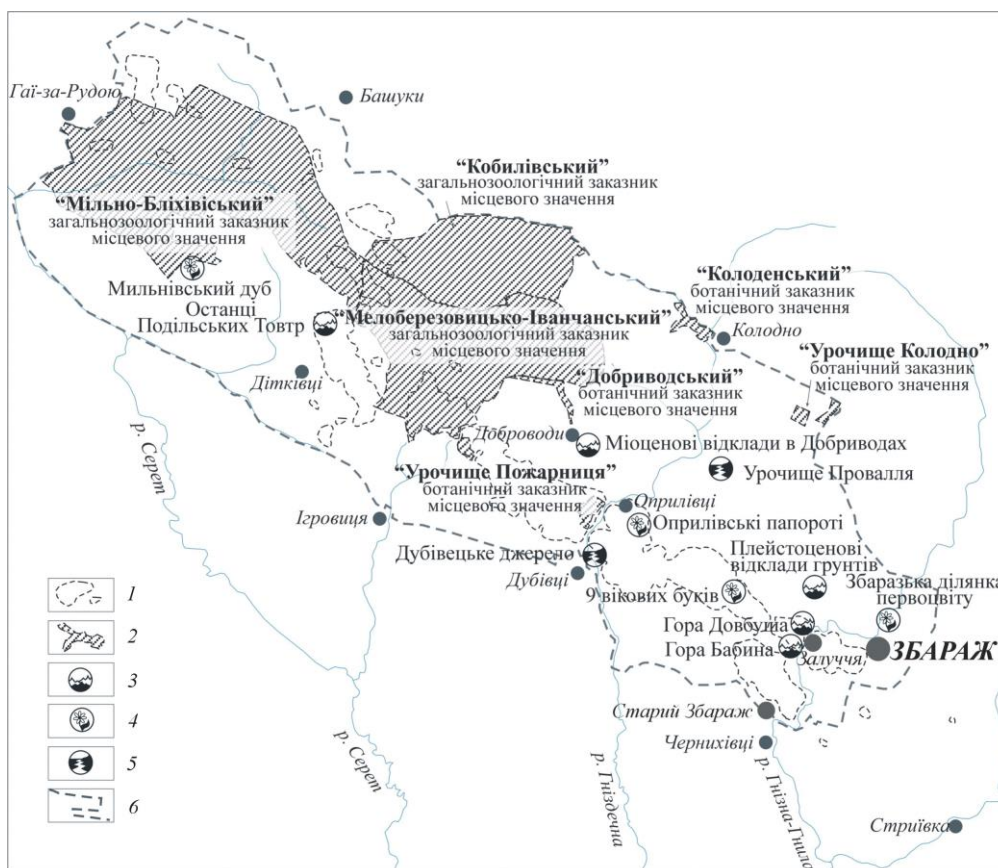 Гаї-за-Рудою
Башуки
“Кобилівський”
загальнозоологічний заказник
місцевого значення
“Мільно-Бліхівіський”
загальнозоологічний заказник
місцевого значення
Мильнівський дуб
Останці
Подільських Товтр
“Мелоберезовицько-Іванчанський”
загальнозоологічний заказник
місцевого значення
“Колоденський”
ботанічний заказник
місцевого значення
Колодно
“Урочище Колодно”
ботанічний заказник
місцевого значення
Дітківці
“Добриводський”
ботанічний заказник
місцевого значення
р. Серет
Доброводи
Міоценові відклади в Добриводах
“Урочище Пожарниця”
ботанічний заказник
місцевого значення
Урочище Провалля
Ігровиця
Оприлівці
Оприлівські папороті
Дубівецьке джерело
Дубівці
Плейстоценові
відклади грунтів
9 вікових буків
Збаразька ділянка
первоцвіту
Гора Довбуша
Гора Бабина
Залуччя
ЗБАРАЖ
Старий Збараж
Чернихівці
р. Серет
р. Гніздечна
р. Гнізна-Гнила
Стриївка
1
2
3
4
5
6